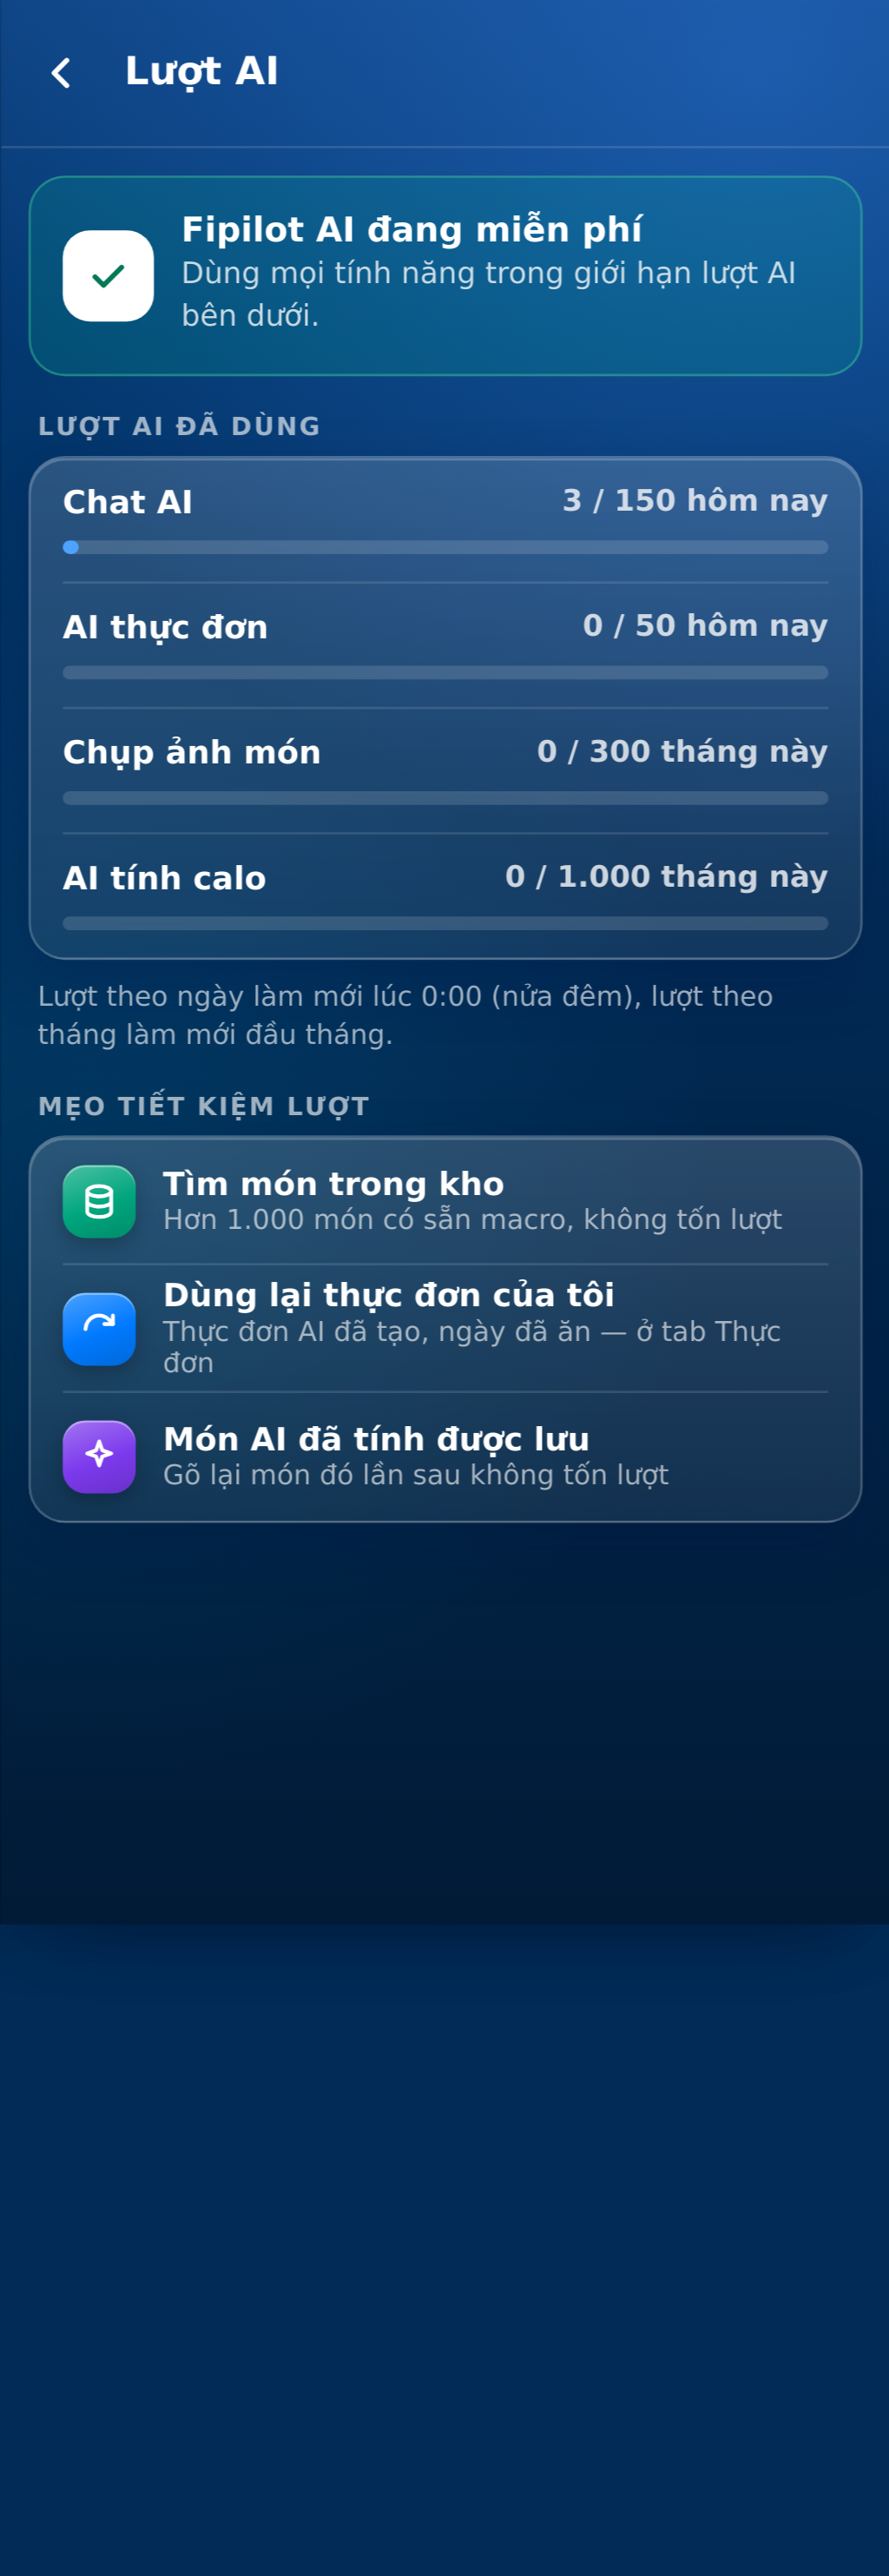 Lượt AI
Fipilot AI đang miễn phí
Dùng mọi tính năng trong giới hạn lượt AI
bên dưới.
LƯỢT AI ĐÃ DÙNG
Chat AI 3 / 150 hôm nay
AI thực đơn 0 / 50 hôm nay
Chụp ảnh món 0 / 300 tháng này
AI tính calo 0 / 1.000 tháng này
Lượt theo ngày làm mới lúc 0:00 (nửa đêm), lượt theo
tháng làm mới đầu tháng.
MẸO TIẾT KIỆM LƯỢT
Tìm món trong kho
Hơn 1.000 món có sẵn macro, không tốn lượt
Dùng lại thực đơn của tôi
Thực đơn AI đã tạo, ngày đã ăn — ở tab Thực
đơn
Món AI đã tính được lưu
Gõ lại món đó lần sau không tốn lượt